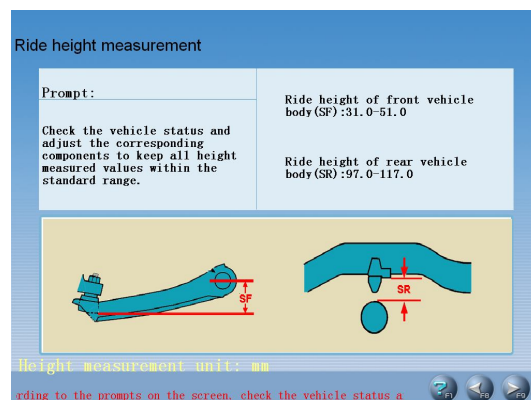 Ride height measurement
Prompt:
Check the vehicle status and
adjust the corresponding
components to keep all height
measured values within the
standard range.
Ride height of front vehicle
body(SF):31.0-51.0
Ride height of rear vehicle
body(SR):97.0-117.0
SF
SR
Height measurement unit: mm
rding to the prompts on the screen, check the vehicle status a
?
F1
F8
F9